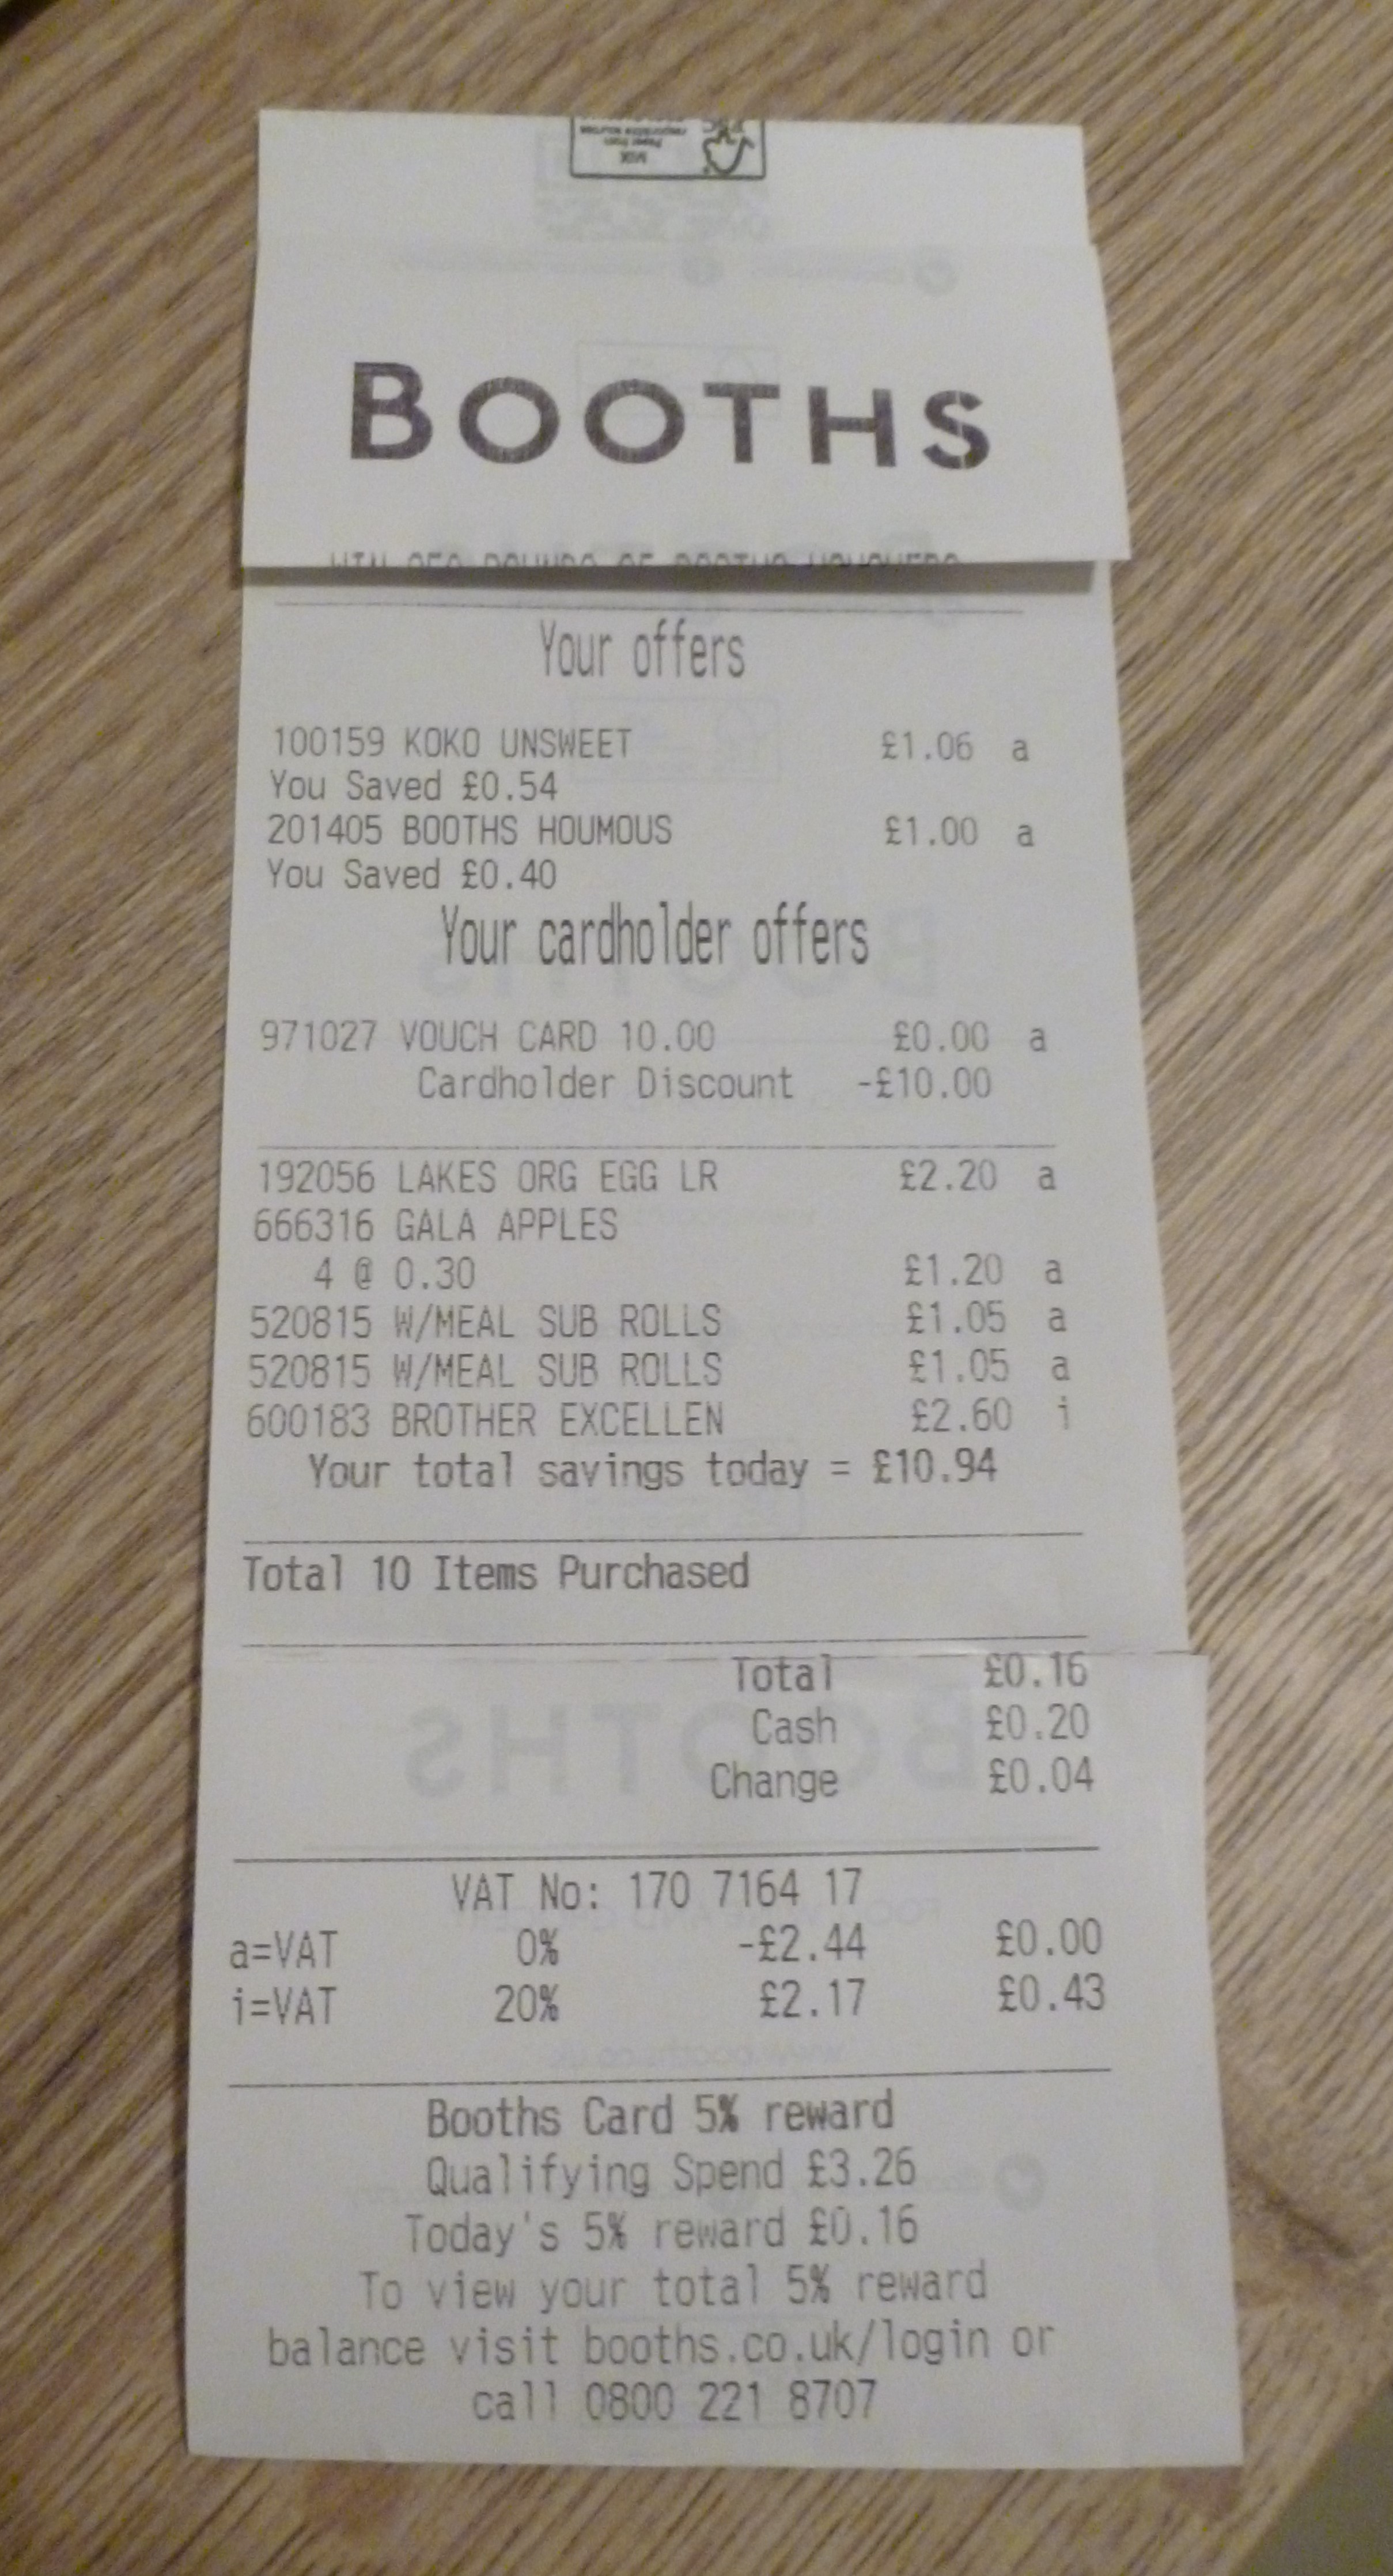 MIX
Paper from
responsible sources
BOOTHS
Your offers
100159 KOKO UNSWEET £1.06 a
You Saved £0.54
201405 BOOTHS HOUMOUS £1.00 a
You Saved £0.40
Your cardholder offers
971027 VOUCH CARD 10.00 £0.00 a
Cardholder Discount -£10.00
192056 LAKES ORG EGG LR £2.20 a
666316 GALA APPLES
4 @ 0.30 £1.20 a
520815 W/MEAL SUB ROLLS £1.05 a
520815 W/MEAL SUB ROLLS £1.05 a
600183 BROTHER EXCELLEN £2.60 i
Your total savings today = £10.94
Total 10 Items Purchased
Total £0.16
Cash £0.20
Change £0.04
VAT No: 170 7164 17
a=VAT 0% -£2.44 £0.00
i=VAT 20% £2.17 £0.43
Booths Card 5% reward
Qualifying Spend £3.26
Today's 5% reward £0.16
To view your total 5% reward
balance visit booths.co.uk/login or
call 0800 221 8707